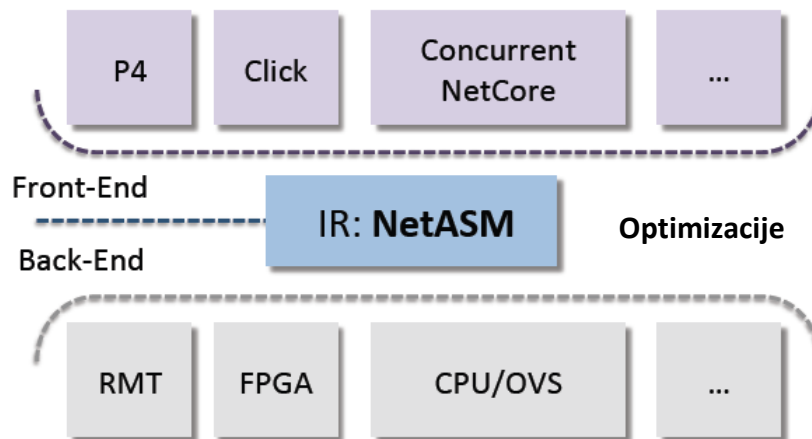 P4
Click
Concurrent
NetCore
...
Front-End
IR: NetASM
Optimizacije
Back-End
RMT
FPGA
CPU/OVS
...